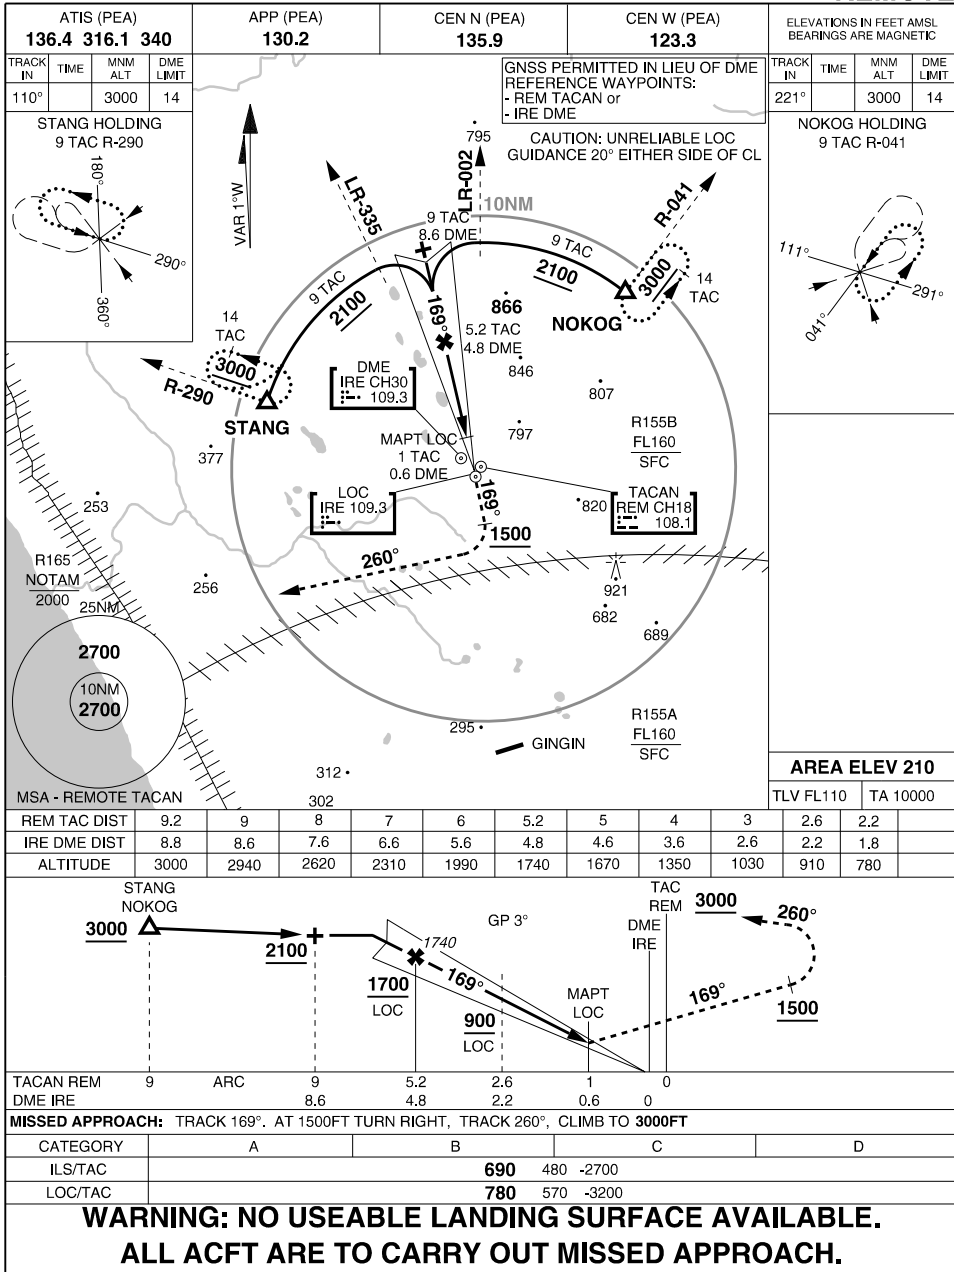 ATIS (PEA)
136.4 316.1 340
APP (PEA)
130.2
CEN N (PEA)
135.9
CEN W (PEA)
123.3
ELEVATIONS IN FEET AMSL
BEARINGS ARE MAGNETIC
TRACK IN TIME MNM ALT DME LIMIT
110° 3000 14
STANG HOLDING
9 TAC R-290
180°
290°
360°
GNSS PERMITTED IN LIEU OF DME
REFERENCE WAYPOINTS:
- REM TACAN or
- IRE DME
CAUTION: UNRELIABLE LOC
GUIDANCE 20° EITHER SIDE OF CL
TRACK IN TIME MNM ALT DME LIMIT
221° 3000 14
NOKOG HOLDING
9 TAC R-041
111°
291°
041°
VAR 1°W
795
LR-335
LR-002
R-041
10NM
9 TAC
8.6 DME
9 TAC
2100
9 TAC
2100
3000
14
TAC
NOKOG
169°
866
5.2 TAC
4.8 DME
846
14
TAC
3000
R-290
STANG
DME
IRE CH30
109.3
807
797
R155B
FL160
SFC
377
MAPT LOC
1 TAC
0.6 DME
253
LOC
IRE 109.3
169°
820
TACAN
REM CH18
108.1
1500
260°
R165
NOTAM
2000
256
921
682
689
25NM
2700
10NM
2700
MSA - REMOTE TACAN
295
GINGIN
R155A
FL160
SFC
312
302
AREA ELEV 210
TLV FL110 TA 10000
REM TAC DIST 9.2 9 8 7 6 5.2 5 4 3 2.6 2.2
IRE DME DIST 8.8 8.6 7.6 6.6 5.6 4.8 4.6 3.6 2.6 2.2 1.8
ALTITUDE 3000 2940 2620 2310 1990 1740 1670 1350 1030 910 780
STANG
NOKOG
3000
2100
GP 3°
1740
1700
LOC
169°
900
LOC
MAPT
LOC
TAC
REM
DME
IRE
3000
260°
169°
1500
TACAN REM 9 ARC 9 5.2 2.6 1 0
DME IRE 8.6 4.8 2.2 0.6 0
MISSED APPROACH: TRACK 169°. AT 1500FT TURN RIGHT, TRACK 260°, CLIMB TO 3000FT
CATEGORY A B C D
ILS/TAC 690 480 -2700
LOC/TAC 780 570 -3200
WARNING: NO USEABLE LANDING SURFACE AVAILABLE.
ALL ACFT ARE TO CARRY OUT MISSED APPROACH.